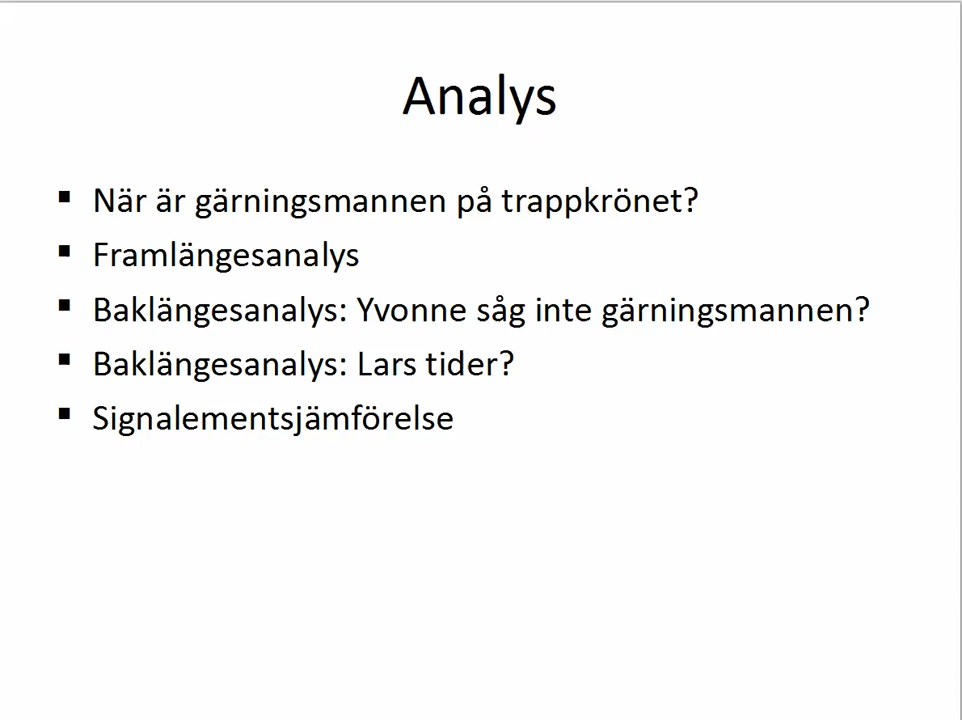 Analys
▪ När är gärningsmannen på trappkrönet?
▪ Framlängesanalys
▪ Baklängesanalys: Yvonne såg inte gärningsmannen?
▪ Baklängesanalys: Lars tider?
▪ Signalementsjämförelse